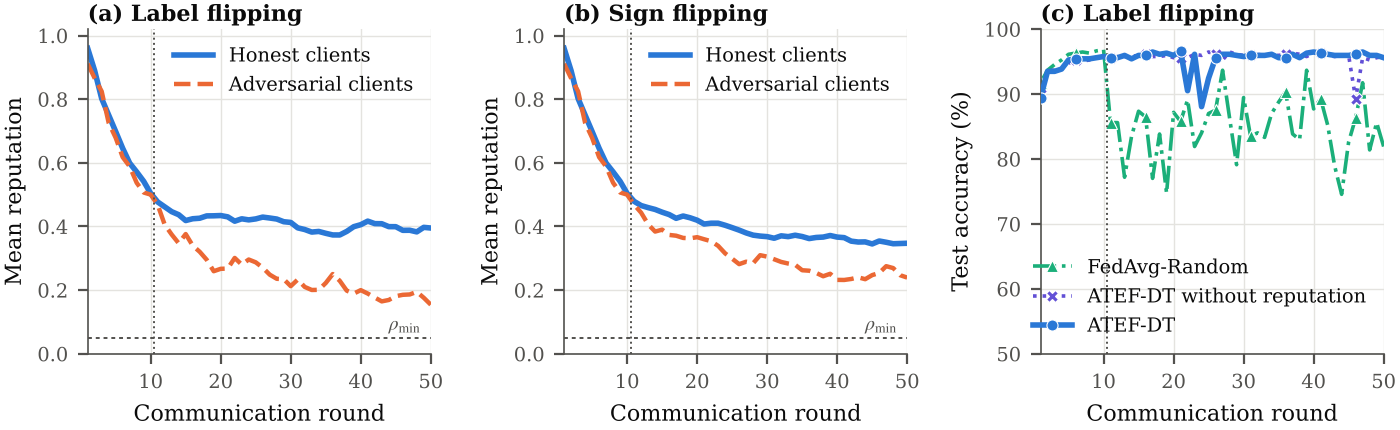 (a) Label flipping
1.0
0.8
0.6
0.4
0.2
0.0
Mean reputation
Honest clients
Adversarial clients
ρmin
10 20 30 40 50
Communication round
(b) Sign flipping
1.0
0.8
0.6
0.4
0.2
0.0
Mean reputation
Honest clients
Adversarial clients
ρmin
10 20 30 40 50
Communication round
(c) Label flipping
100
90
80
70
60
50
Test accuracy (%)
FedAvg-Random
ATEF-DT without reputation
ATEF-DT
10 20 30 40 50
Communication round